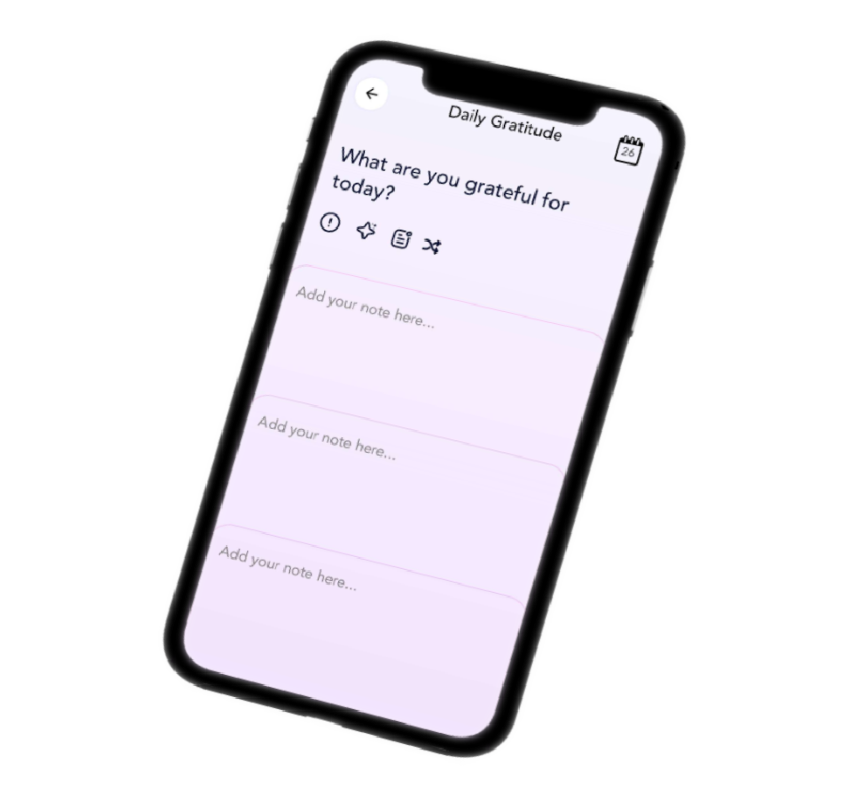 Daily Gratitude
26
What are you grateful for
today?
Add your note here...
Add your note here...
Add your note here...